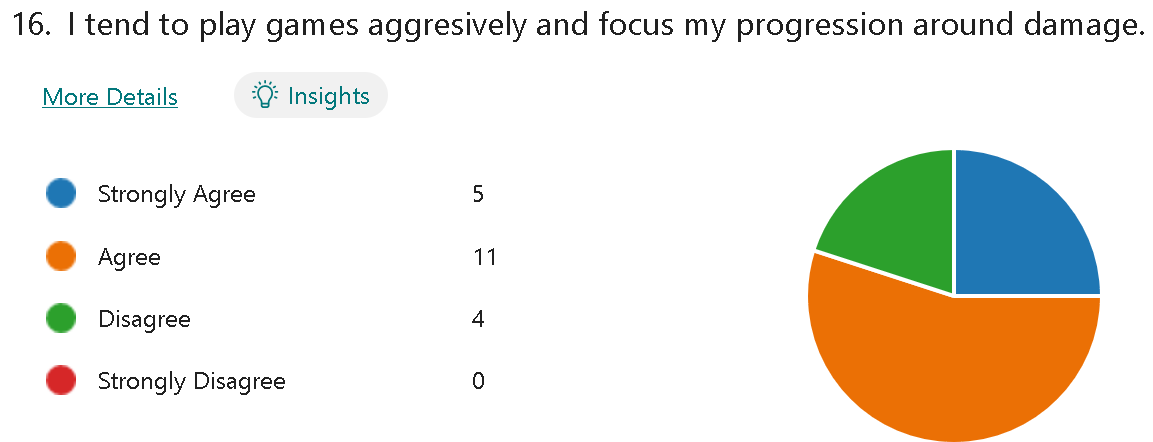 16. I tend to play games aggresively and focus my progression around damage.
More Details Insights
Strongly Agree 5
Agree 11
Disagree 4
Strongly Disagree 0